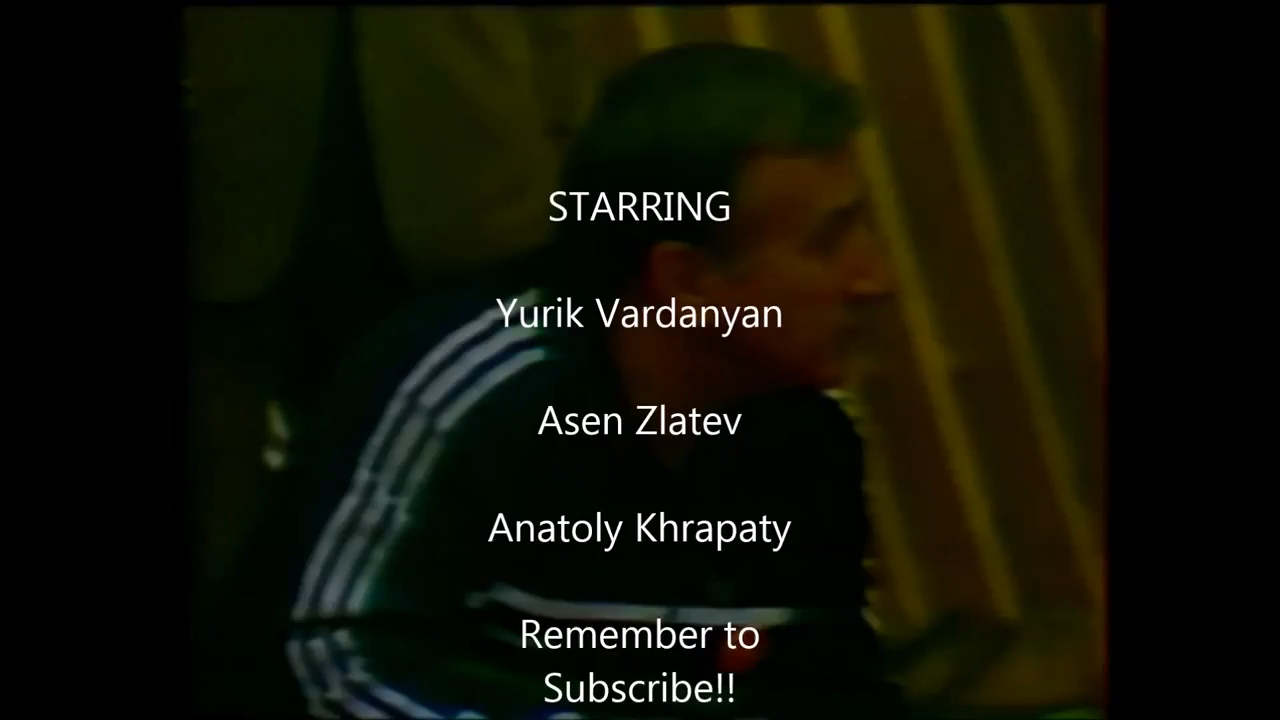 STARRING
Yurik Vardanyan
Asen Zlatev
Anatoly Khrapaty
Remember to
Subscribe!!